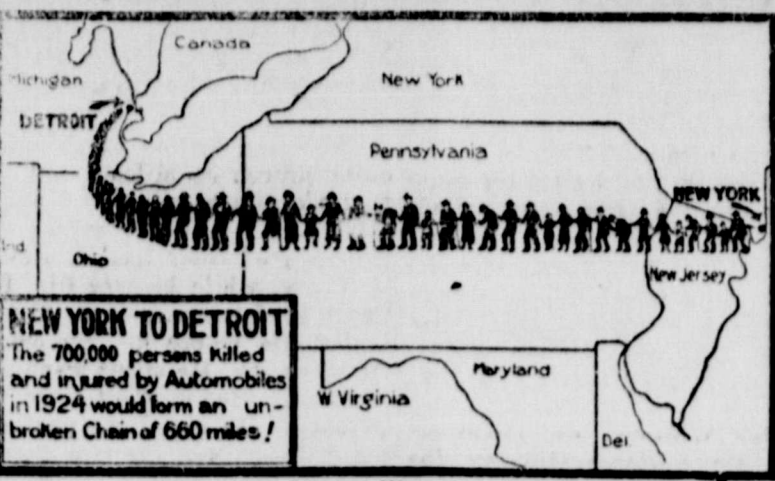 Canada
Michigan
New York
DETROIT
Pennsylvania
NEW YORK
Ind.
Ohio
New Jersey
NEW YORK TO DETROIT
The 700,000 persons Killed
and injured by Automobiles
in 1924 would form an un-
broken Chain of 660 miles!
Maryland
W Virginia
Del.